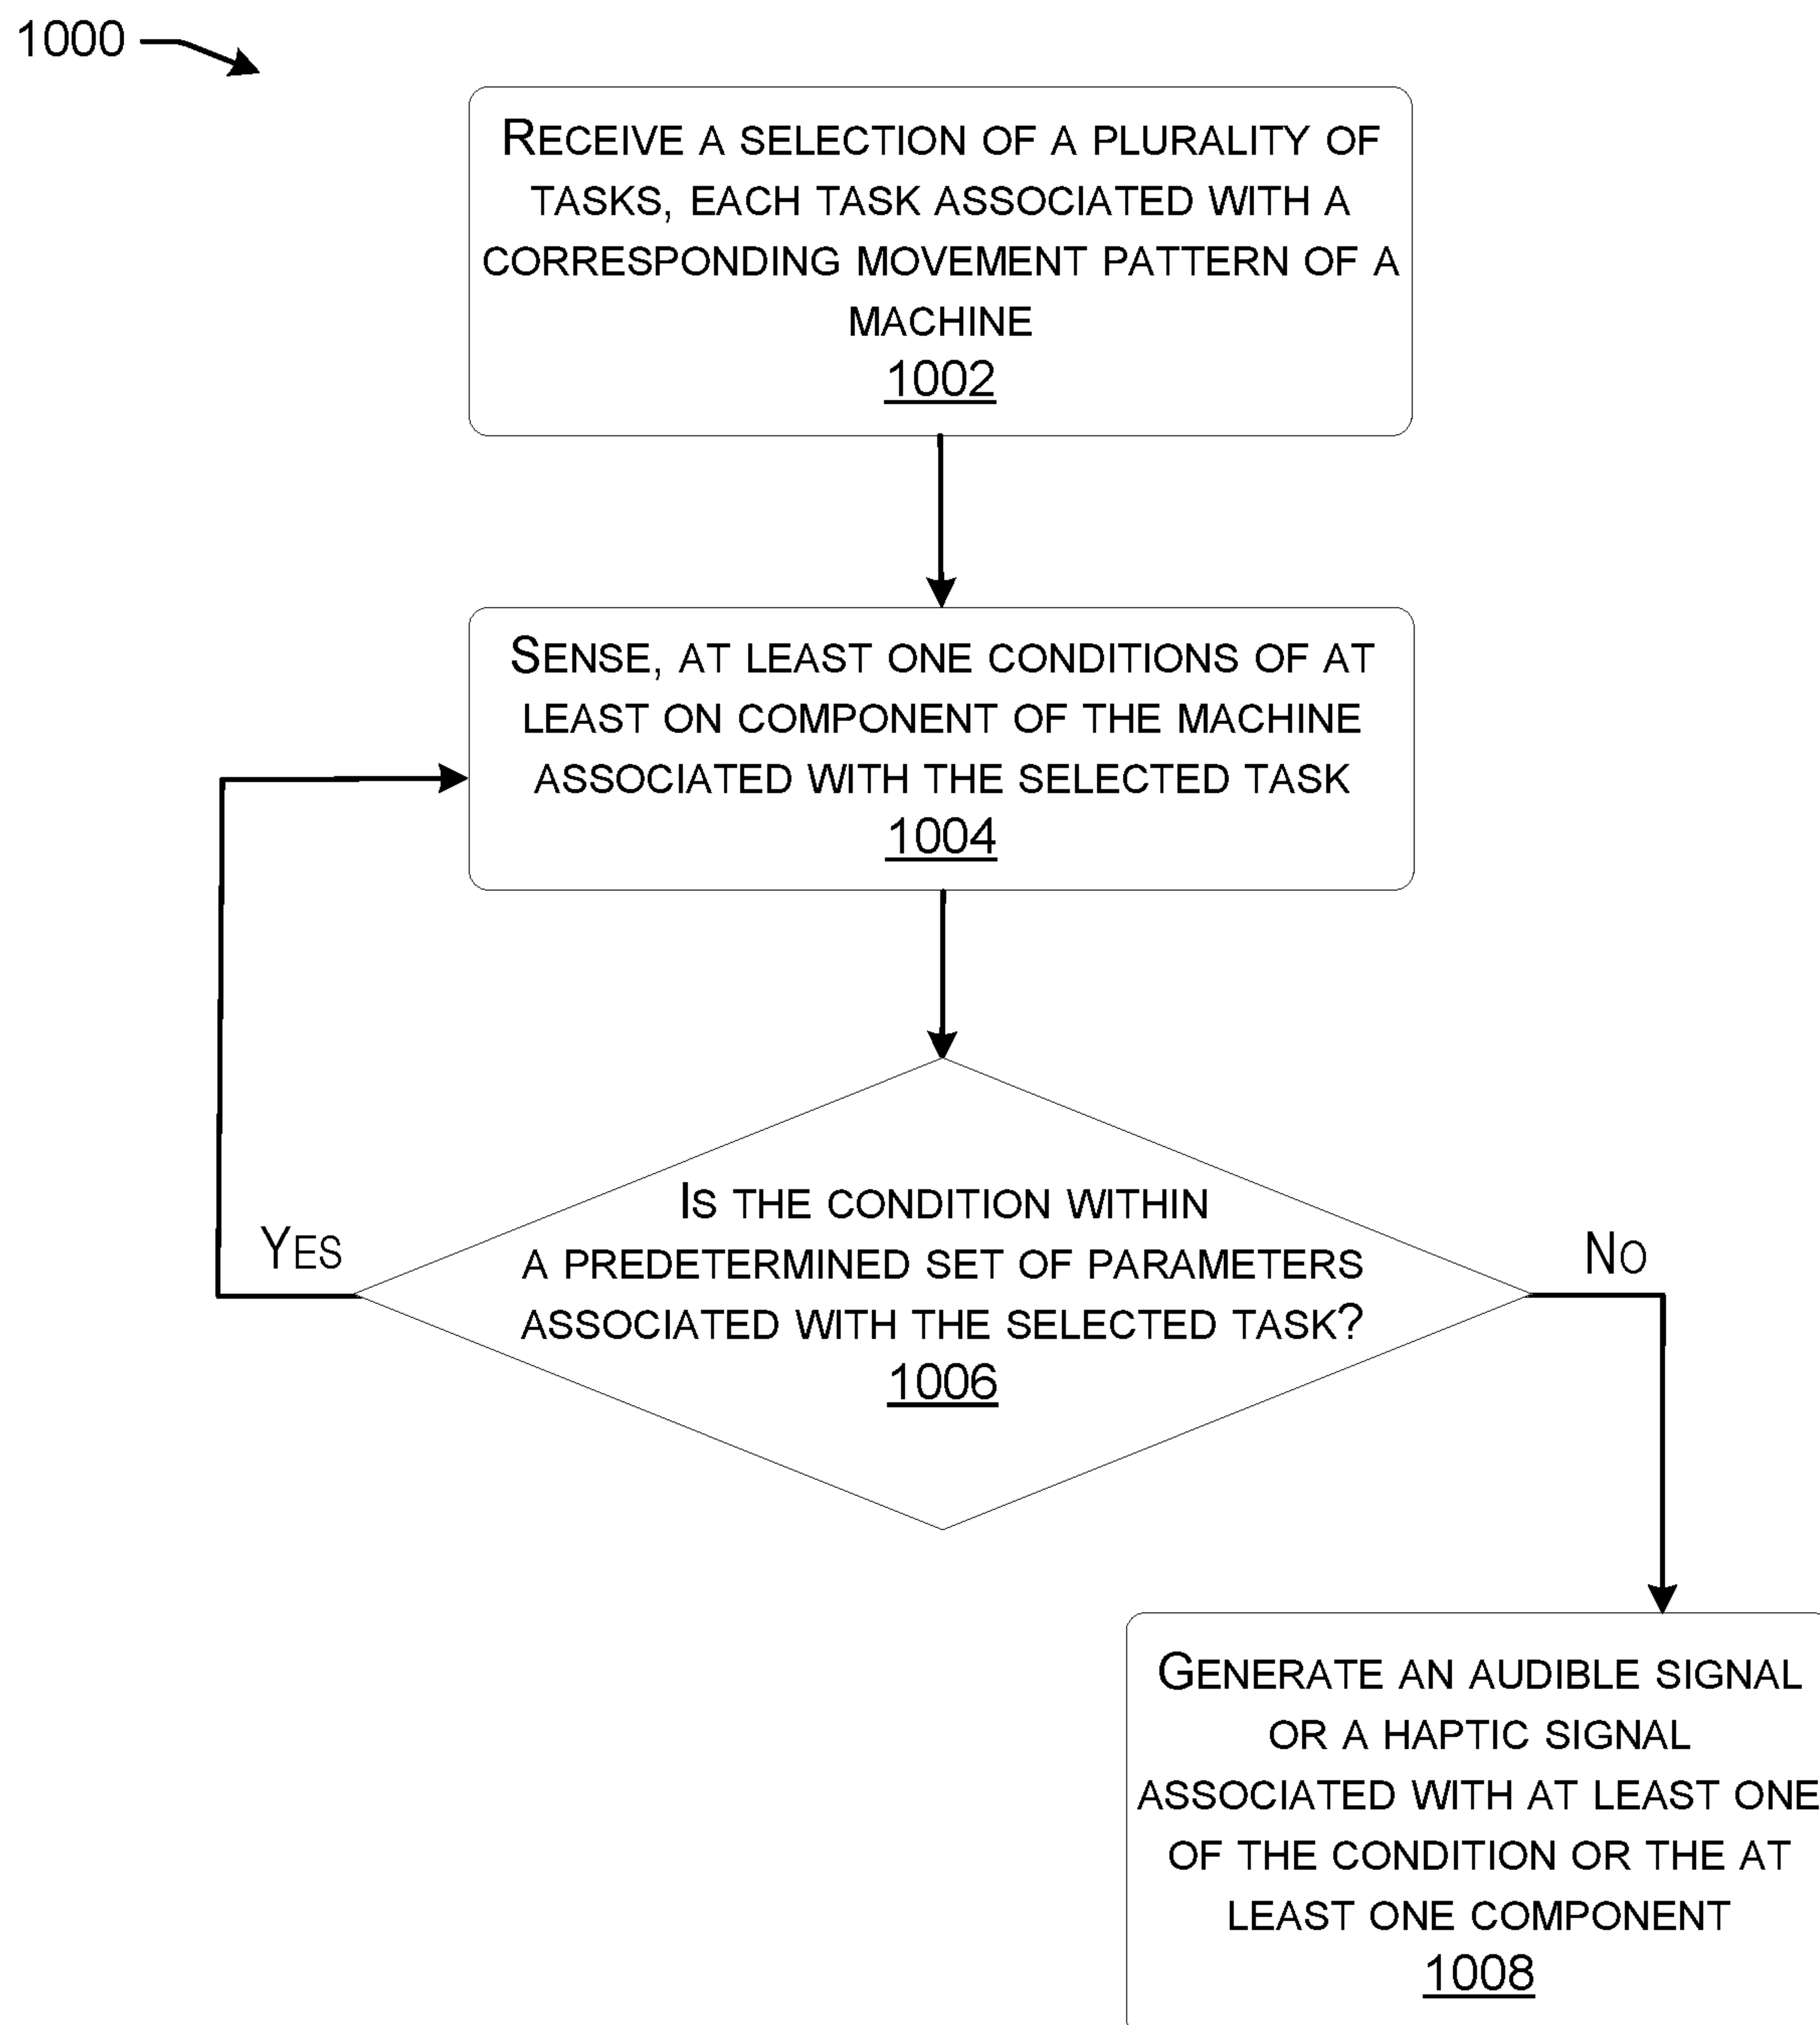 1000
RECEIVE A SELECTION OF A PLURALITY OF
TASKS, EACH TASK ASSOCIATED WITH A
CORRESPONDING MOVEMENT PATTERN OF A
MACHINE
1002
SENSE, AT LEAST ONE CONDITIONS OF AT
LEAST ON COMPONENT OF THE MACHINE
ASSOCIATED WITH THE SELECTED TASK
1004
IS THE CONDITION WITHIN
A PREDETERMINED SET OF PARAMETERS
ASSOCIATED WITH THE SELECTED TASK?
1006
YES
NO
GENERATE AN AUDIBLE SIGNAL
OR A HAPTIC SIGNAL
ASSOCIATED WITH AT LEAST ONE
OF THE CONDITION OR THE AT
LEAST ONE COMPONENT
1008